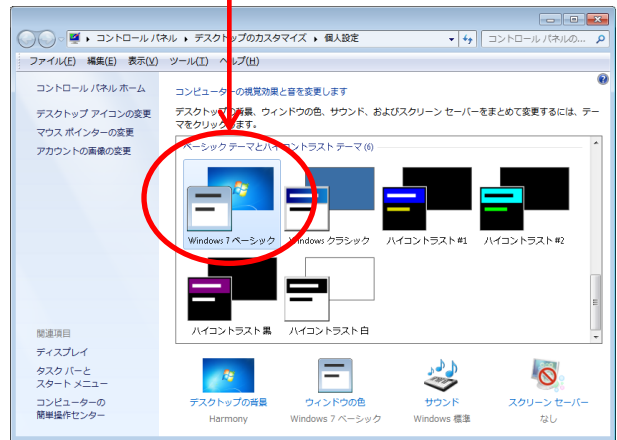 コントロール パネル ▸ デスクトップのカスタマイズ ▸ 個人設定
コントロール パネルの...
ファイル(F) 編集(E) 表示(V) ツール(T) ヘルプ(H)
コントロール パネル ホーム
デスクトップ アイコンの変更
マウス ポインターの変更
アカウントの画像の変更
コンピューターの視覚効果と音を変更します
デスクトップの背景、ウィンドウの色、サウンド、およびスクリーン セーバーをまとめて変更するには、テー
マをクリックします。
ベーシック テーマとハイコントラスト テーマ (6)
Windows 7 ベーシック
Windows クラシック
ハイコントラスト #1
ハイコントラスト #2
ハイコントラスト 黒
ハイコントラスト 白
関連項目
ディスプレイ
タスク バーと
スタート メニュー
コンピューターの
簡単操作センター
デスクトップの背景
Harmony
ウィンドウの色
Windows 7 ベーシック
サウンド
Windows 標準
スクリーン セーバー
なし